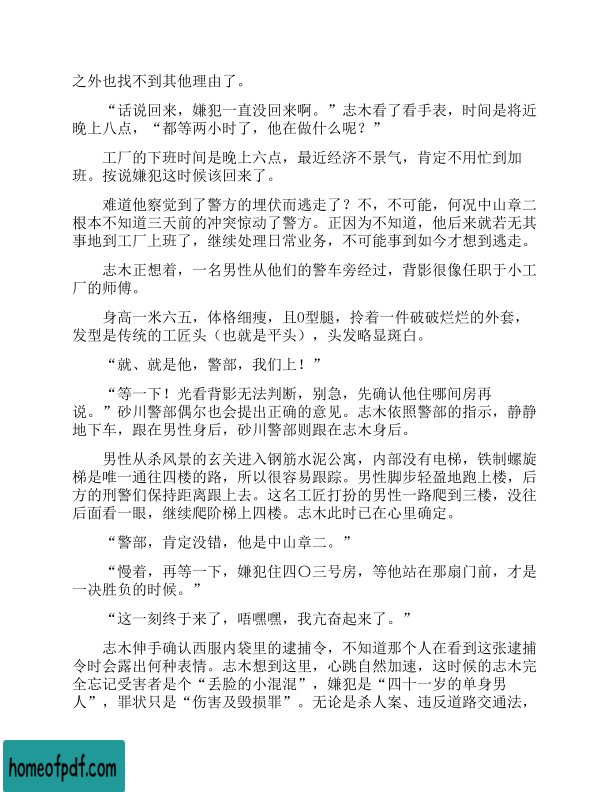 之外也找不到其他理由了。
“话说回来，嫌犯一直没回来啊。”志木看了看手表，时间是将近
晚上八点，“都等两小时了，他在做什么呢？”
工厂的下班时间是晚上六点，最近经济不景气，肯定不用忙到加
班。按说嫌犯这时候该回来了。
难道他察觉到了警方的埋伏而逃走了？不，不可能，何况中山章二
根本不知道三天前的冲突惊动了警方。正因为不知道，他后来就若无其
事地到工厂上班了，继续处理日常业务，不可能事到如今才想到逃走。
志木正想着，一名男性从他们的警车旁经过，背影很像任职于小工
厂的师傅。
身高一米六五，体格细瘦，且O型腿，拎着一件破破烂烂的外套，
发型是传统的工匠头（也就是平头），头发略显斑白。
“就、就是他，警部，我们上！”
“等一下！光看背影无法判断，别急，先确认他住哪间房再
说。”砂川警部偶尔也会提出正确的意见。志木依照警部的指示，静静
地下车，跟在男性身后，砂川警部则跟在志木身后。
男性从杀风景的玄关进入钢筋水泥公寓，内部没有电梯，铁制螺旋
梯是唯一通往四楼的路，所以很容易跟踪。男性脚步轻盈地跑上楼，后
方的刑警们保持距离跟上去。这名工匠打扮的男性一路爬到三楼，没往
后面看一眼，继续爬阶梯上四楼。志木此时已在心里确定。
“警部，肯定没错，他是中山章二。”
“慢着，再等一下，嫌犯住四〇三号房，等他站在那扇门前，才是
一决胜负的时候。”
“这一刻终于来了，唔嘿嘿，我亢奋起来了。”
志木伸手确认西服内袋里的逮捕令，不知道那个人在看到这张逮捕
令时会露出何种表情。志木想到这里，心跳自然加速，这时候的志木完
全忘记受害者是个“丢脸的小混混”，嫌犯是“四十一岁的单身男
人”，罪状只是“伤害及毁损罪”。无论是杀人案、违反道路交通法，
homeofpdf.com